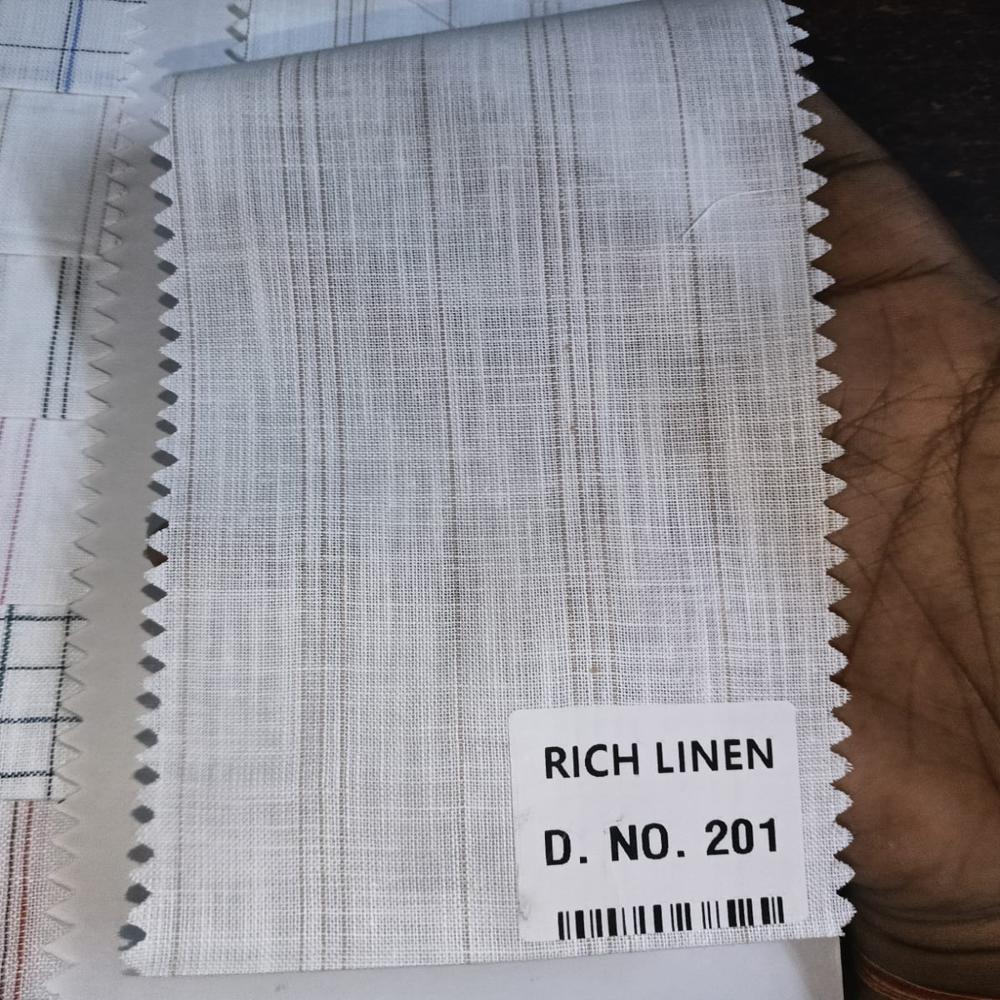 RICH LINEN
D. NO. 201